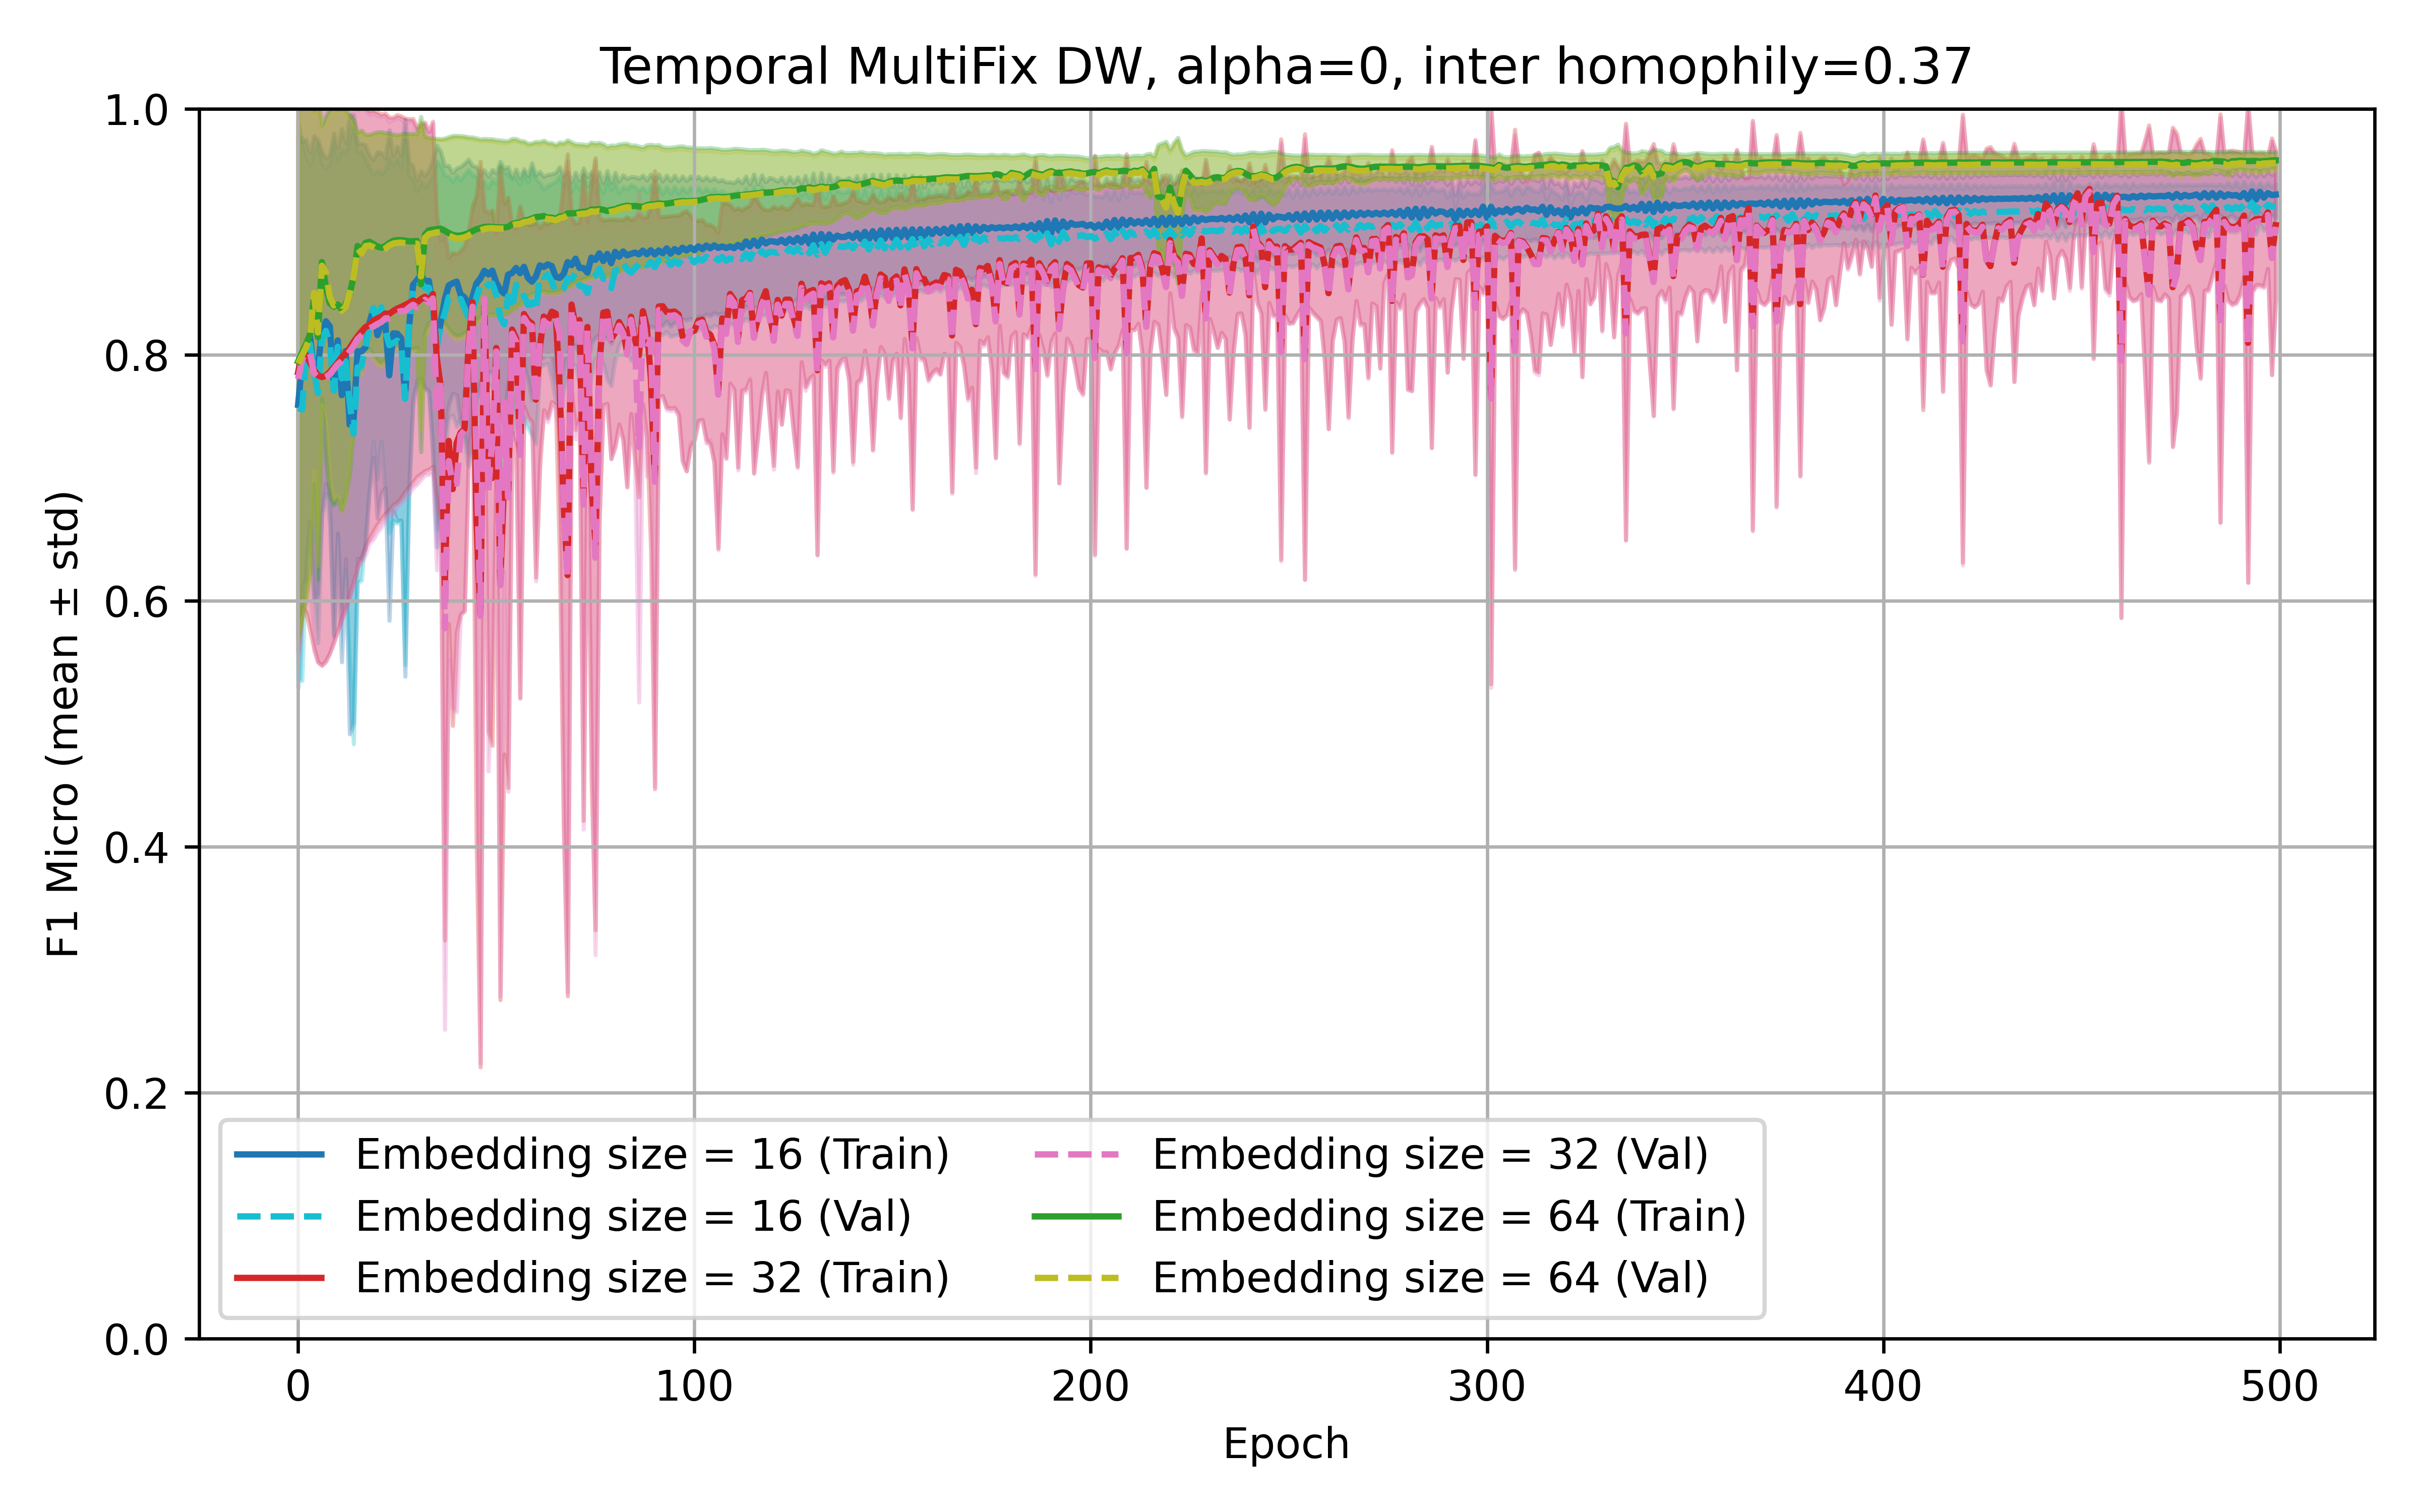 Temporal MultiFix DW, alpha=0, inter homophily=0.37
F1 Micro (mean ± std)
1.0
0.8
0.6
0.4
0.2
0.0
Embedding size = 16 (Train)
Embedding size = 16 (Val)
Embedding size = 32 (Train)
Embedding size = 32 (Val)
Embedding size = 64 (Train)
Embedding size = 64 (Val)
0 100 200 300 400 500
Epoch